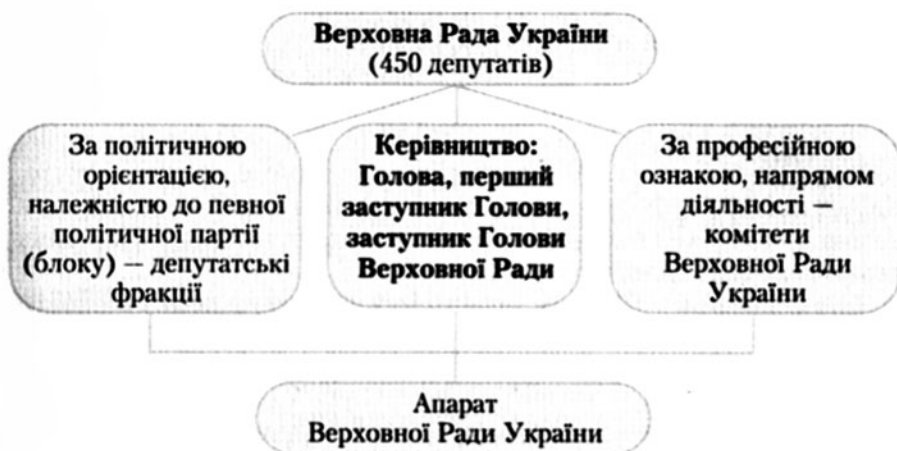 Верховна Рада України
(450 депутатів)
За політичною
орієнтацією,
належністю до певної
політичної партії
(блоку) — депутатські
фракції
Керівництво:
Голова, перший
заступник Голови,
заступник Голови
Верховної Ради
За професійною
ознакою, напрямом
діяльності —
комітети
Верховної Ради
України
Апарат
Верховної Ради України